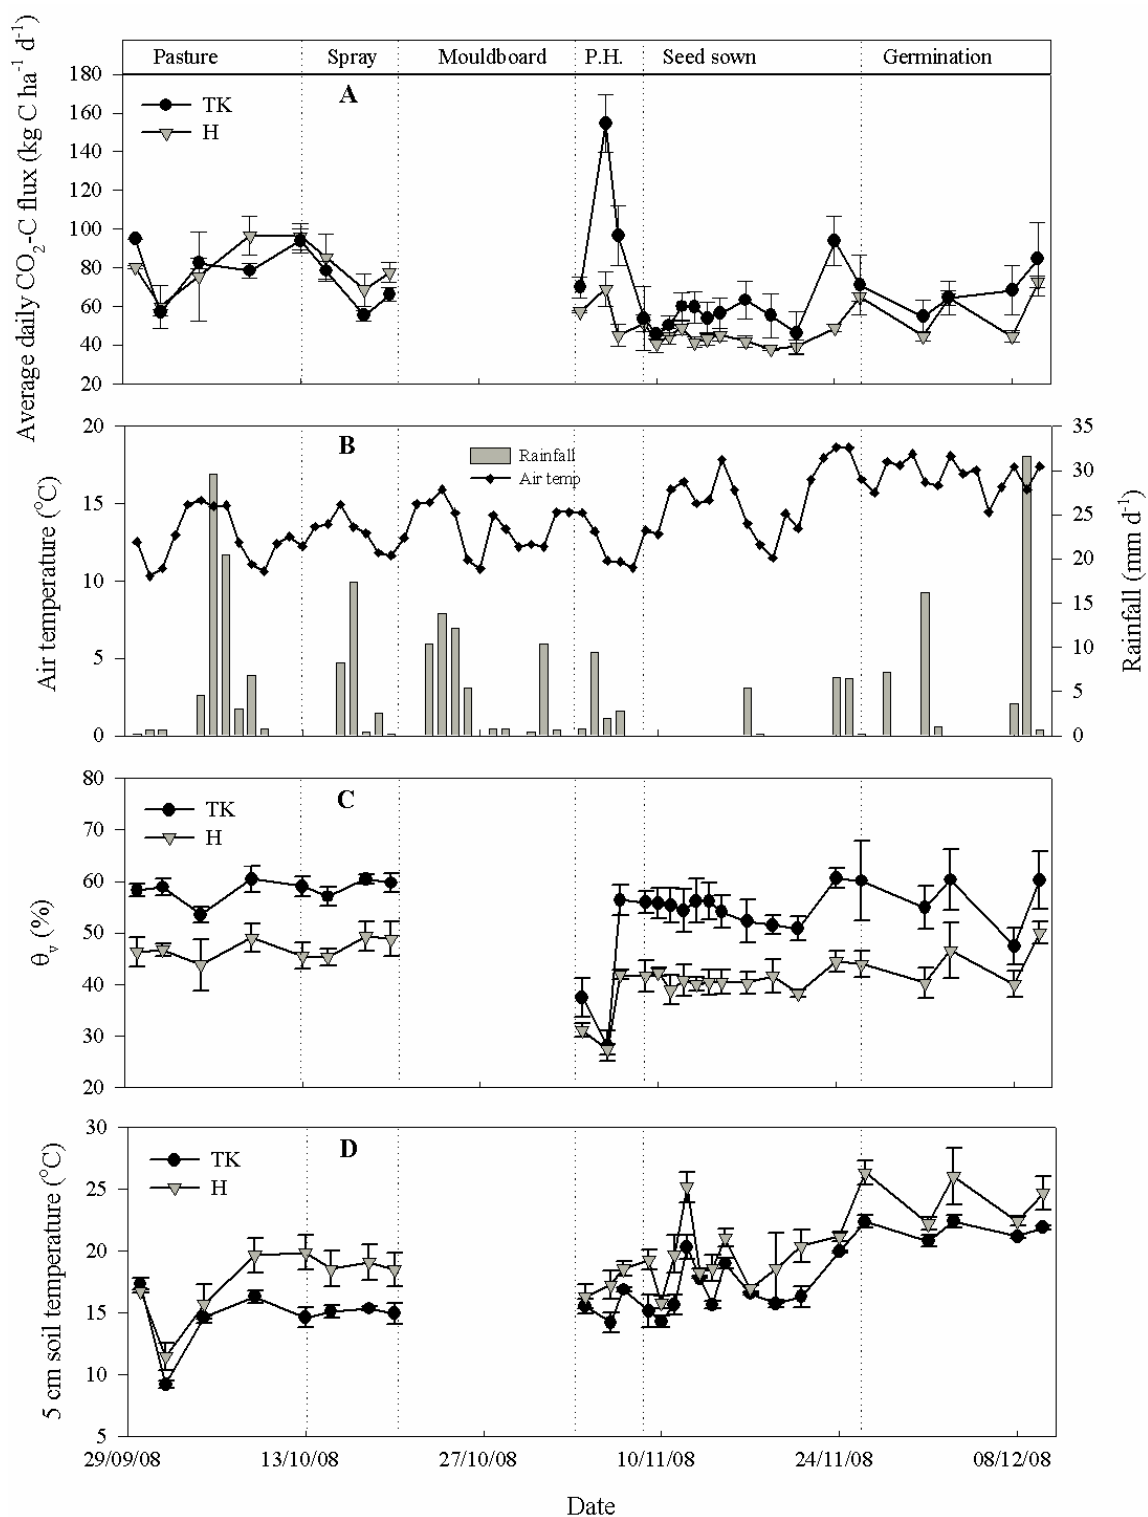 Pasture Spray Mouldboard P.H. Seed sown Germination
Average daily CO₂-C flux (kg C ha⁻¹ d⁻¹)
180
160
140
120
100
80
60
40
20
A
TK
H
Air temperature (°C)
20
15
10
5
0
B
Rainfall
Air temp
35
30
25
20
15
10
5
0
Rainfall (mm d⁻¹)
θᵥ (%)
80
70
60
50
40
30
20
C
TK
H
5 cm soil temperature (°C)
30
25
20
15
10
5
D
TK
H
29/09/08 13/10/08 27/10/08 10/11/08 24/11/08 08/12/08
Date